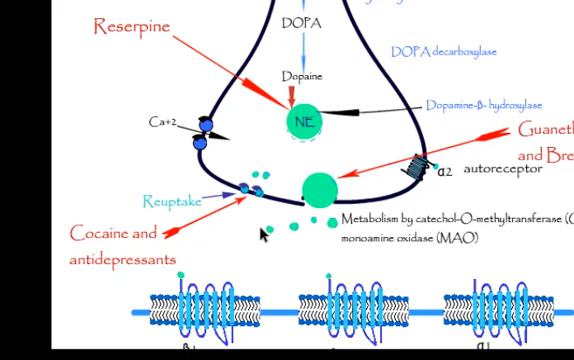 Reserpine
DOPA
DOPA decarboxylase
Dopaine
Dopamine-β- hydroxylase
NE
Ca+2
and Bre
α2 autoreceptor
Reuptake
Metabolism by catechol-O-methyltransferase
monoamine oxidase (MAO)
Cocaine and
antidepressants
α1